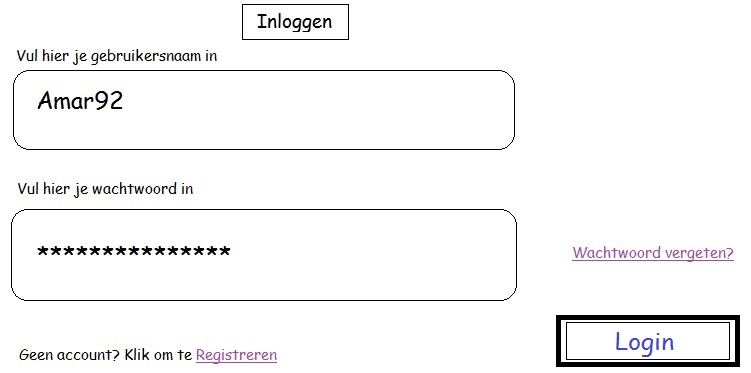 Inloggen
Vul hier je gebruikersnaam in
Amar92
Vul hier je wachtwoord in
***************
Wachtwoord vergeten?
Login
Geen account? Klik om te Registreren